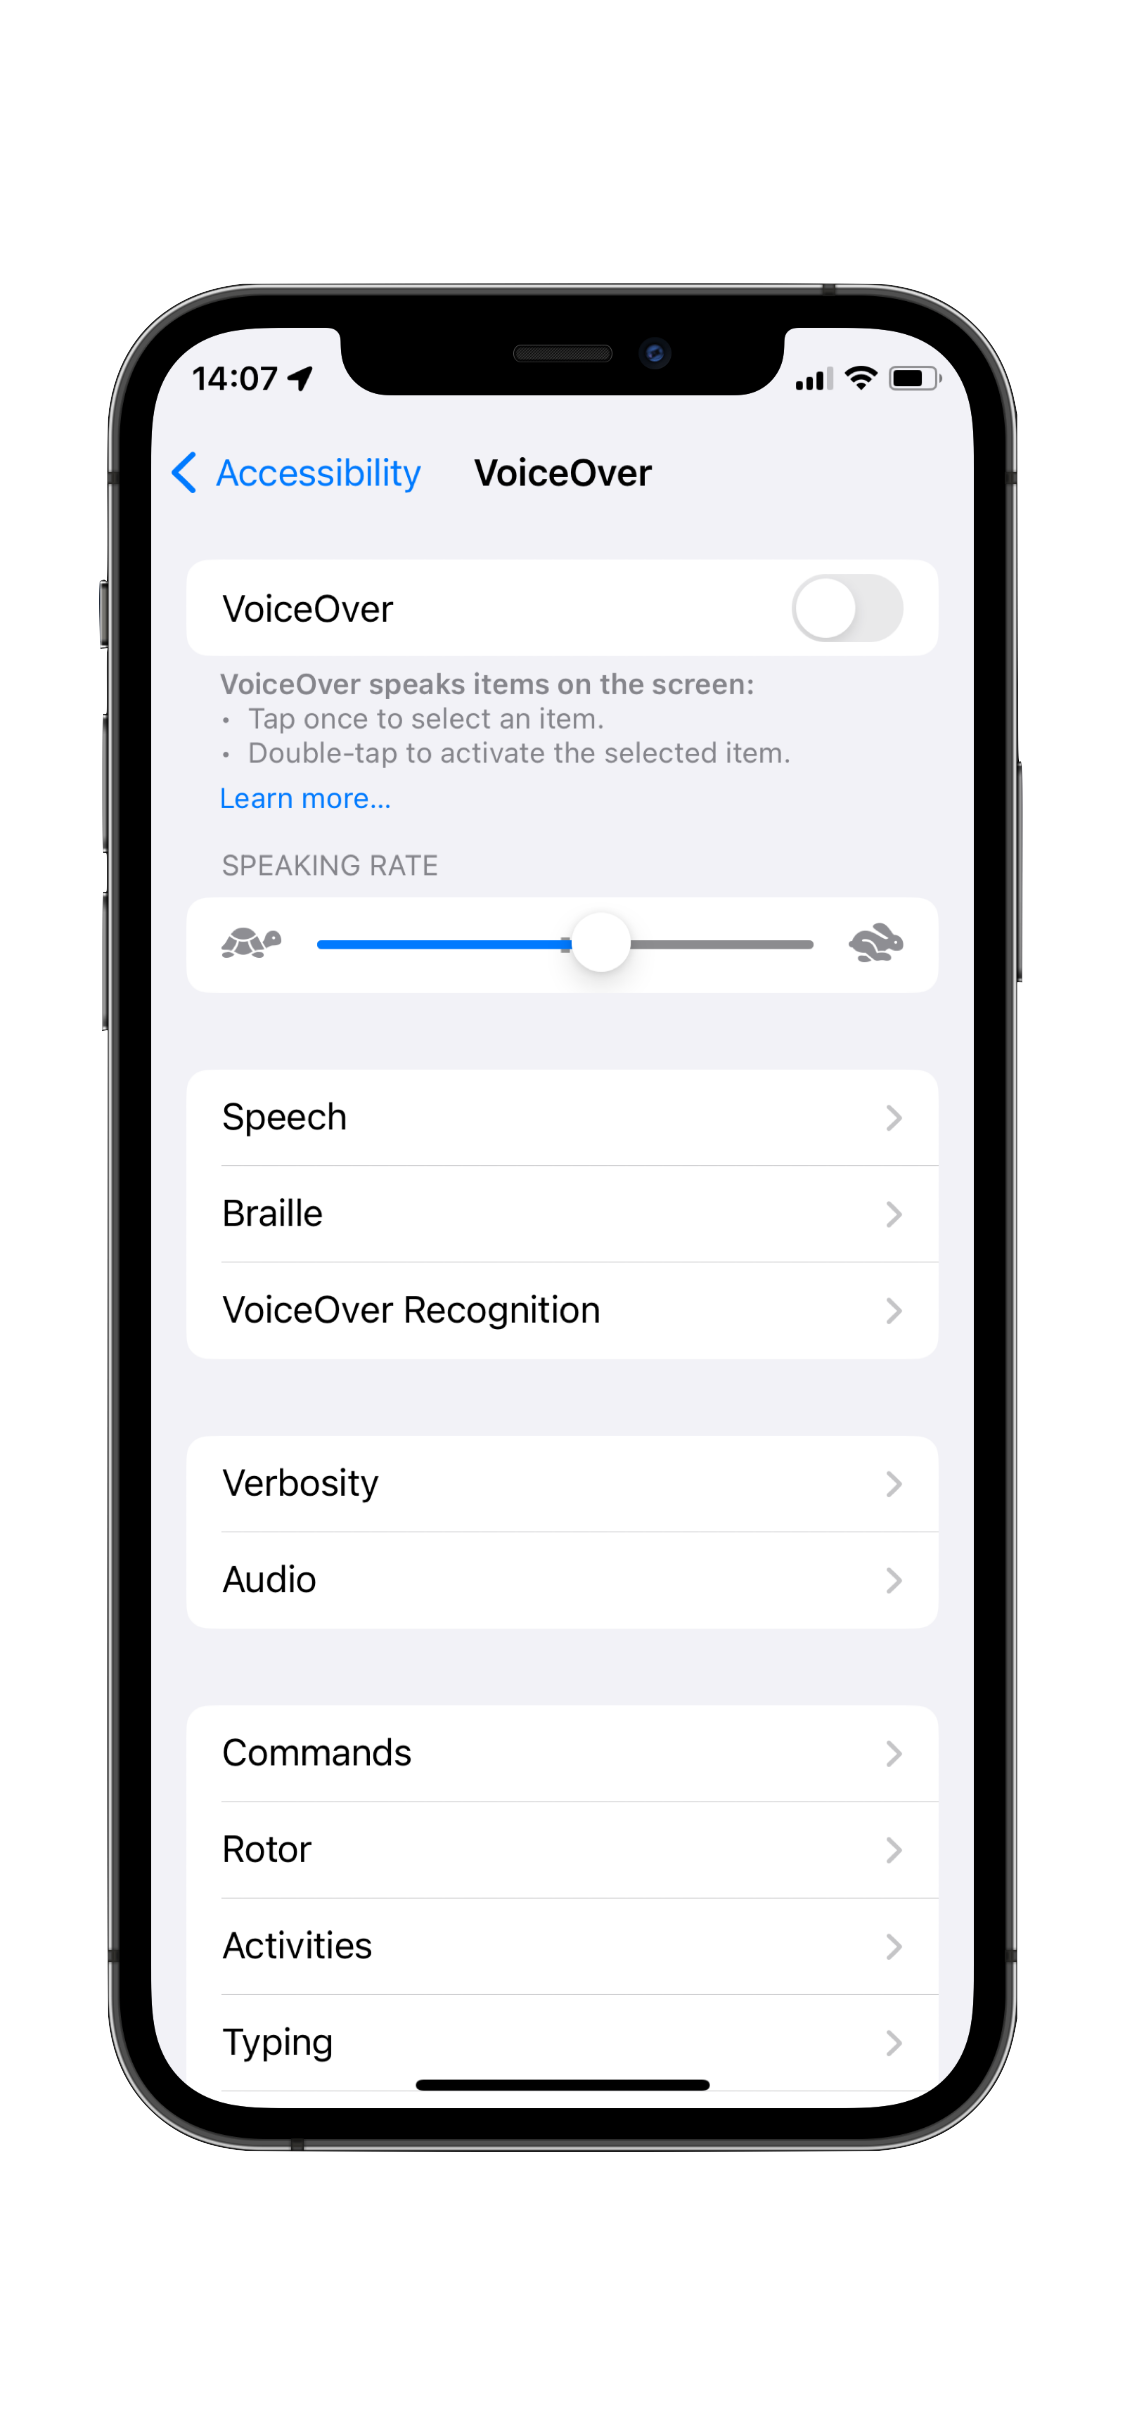 14:07
Accessibility
VoiceOver
VoiceOver
VoiceOver speaks items on the screen:
• Tap once to select an item.
• Double-tap to activate the selected item.
Learn more...
SPEAKING RATE
Speech
Braille
VoiceOver Recognition
Verbosity
Audio
Commands
Rotor
Activities
Typing